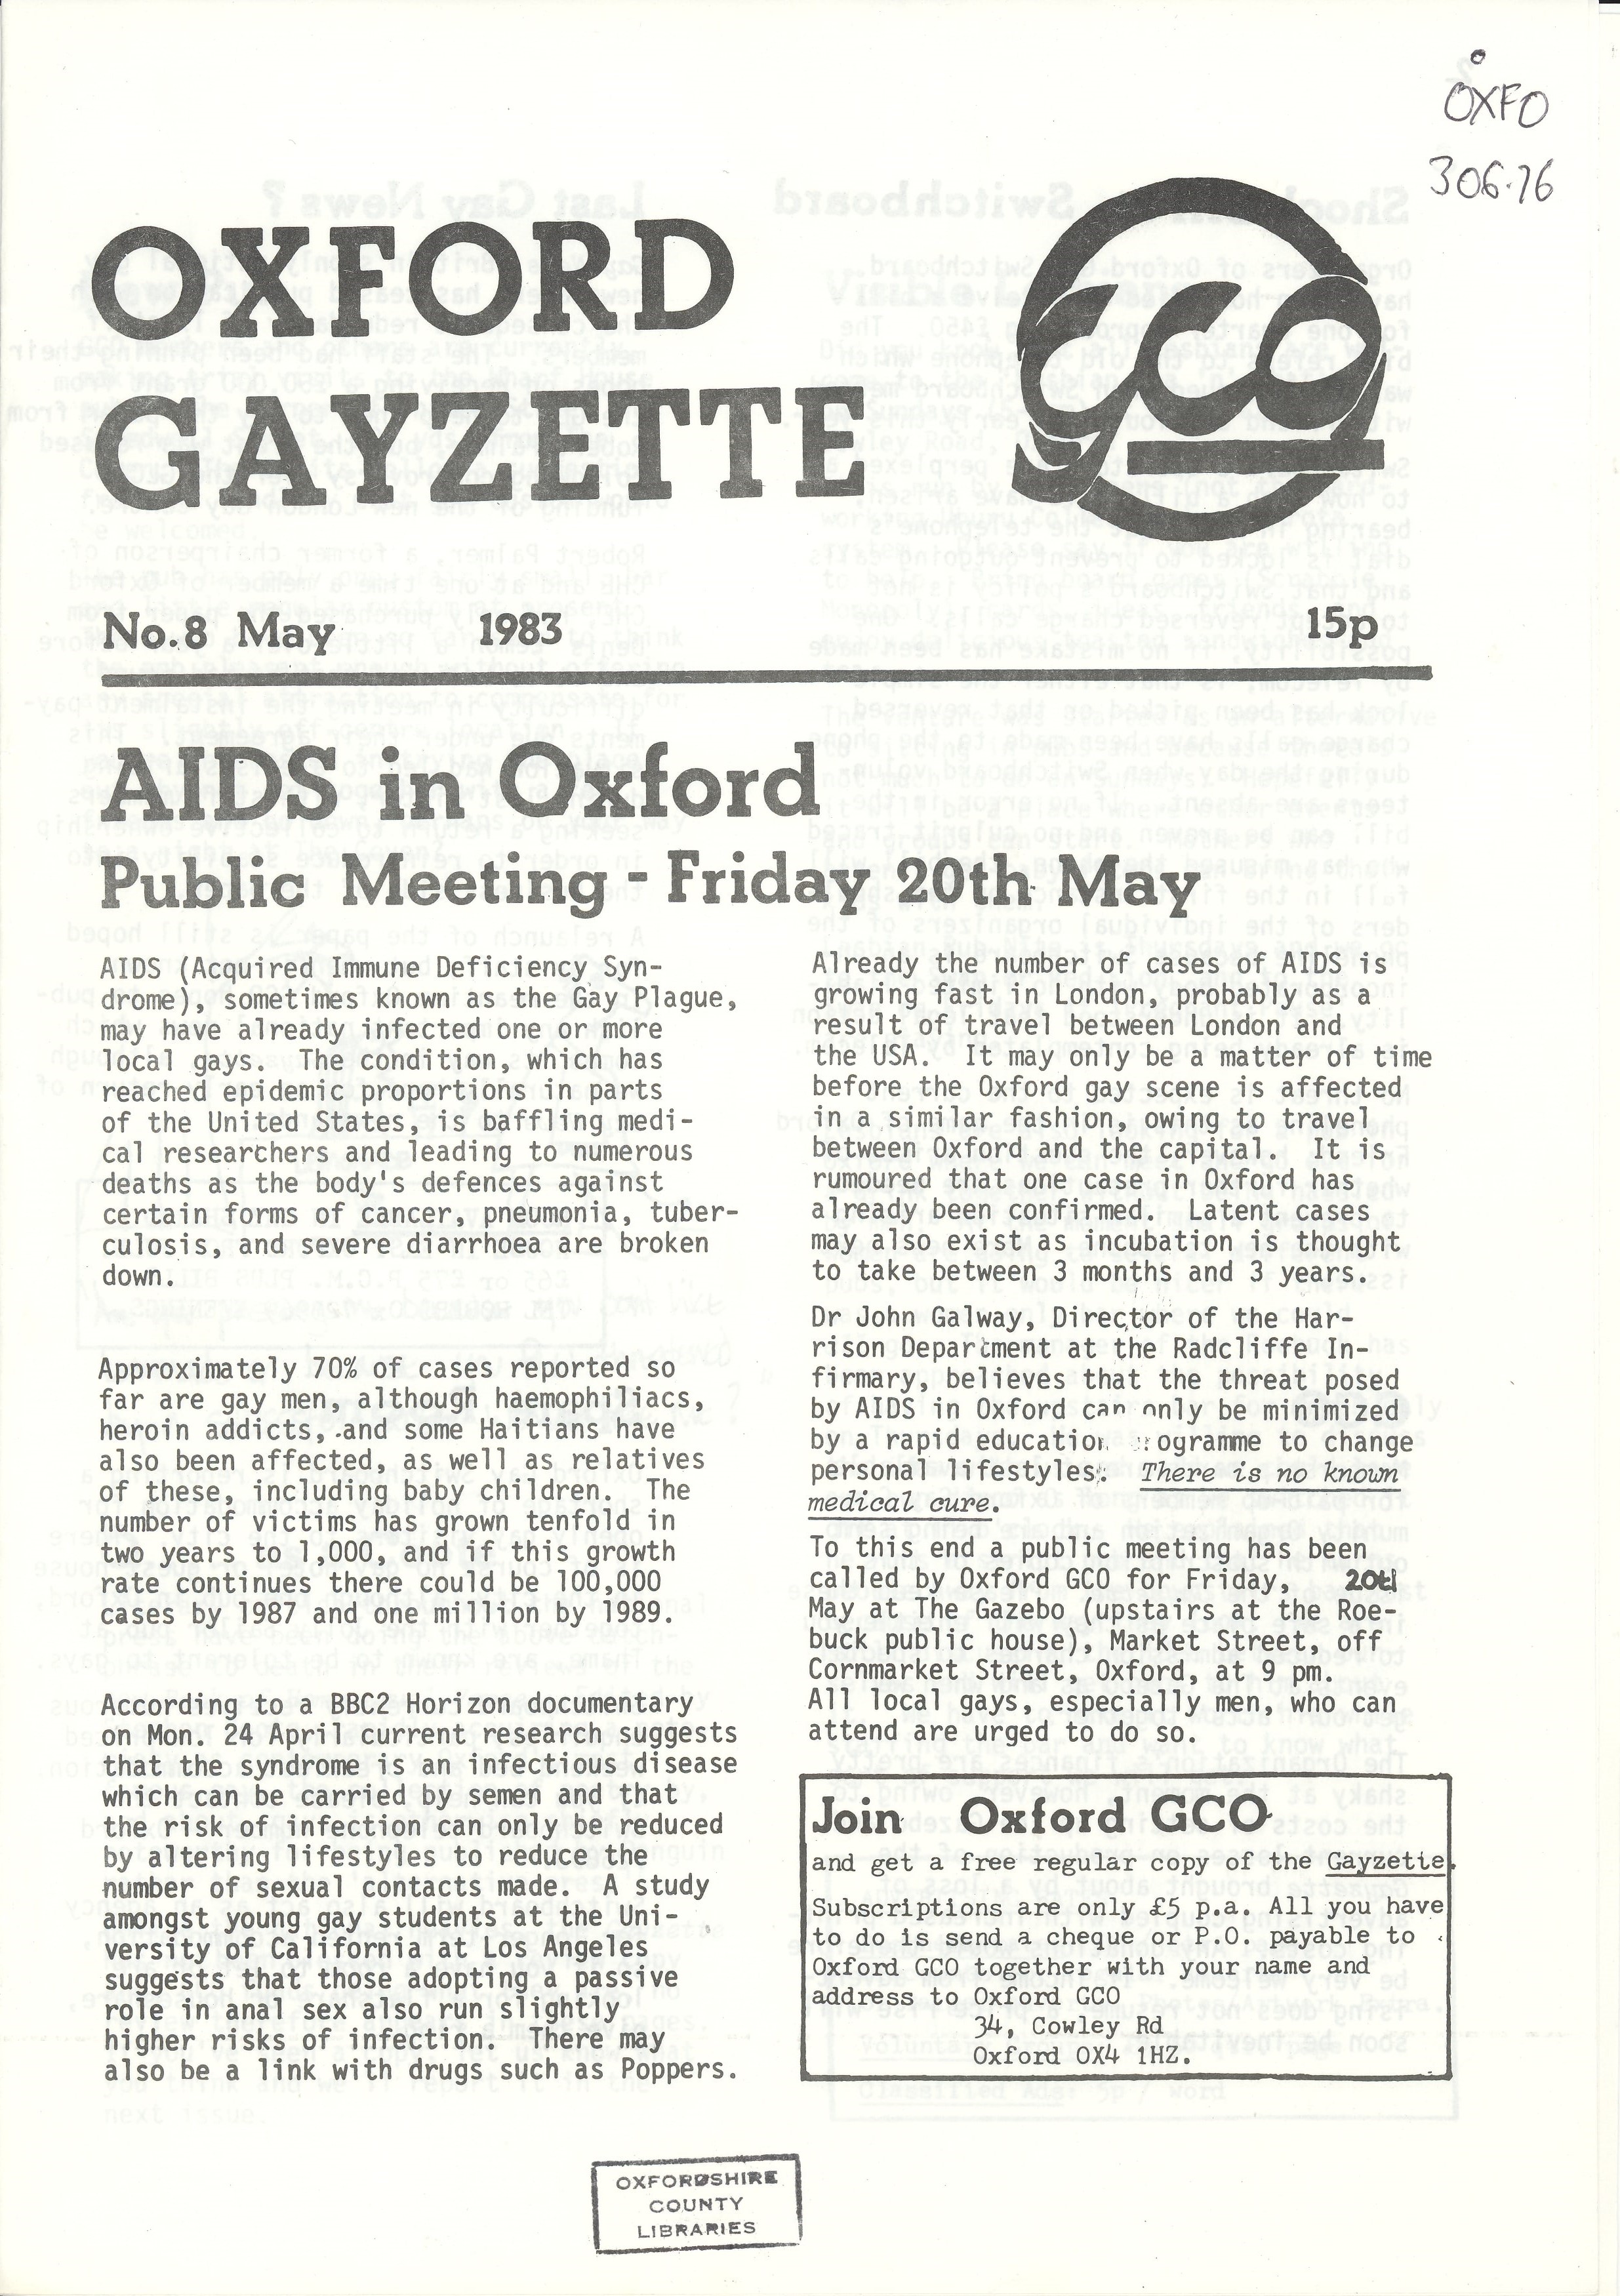 OXFO
306.76
OXFORD
GAYZETTE
GCO
No.8 May 1983 15p
AIDS in Oxford
Public Meeting - Friday 20th May
AIDS (Acquired Immune Deficiency Syn-
drome), sometimes known as the Gay Plague,
may have already infected one or more
local gays. The condition, which has
reached epidemic proportions in parts
of the United States, is baffling medi-
cal researchers and leading to numerous
deaths as the body's defences against
certain forms of cancer, pneumonia, tuber-
culosis, and severe diarrhoea are broken
down.
Approximately 70% of cases reported so
far are gay men, although haemophiliacs,
heroin addicts, and some Haitians have
also been affected, as well as relatives
of these, including baby children. The
number of victims has grown tenfold in
two years to 1,000, and if this growth
rate continues there could be 100,000
cases by 1987 and one million by 1989.
According to a BBC2 Horizon documentary
on Mon. 24 April current research suggests
that the syndrome is an infectious disease
which can be carried by semen and that
the risk of infection can only be reduced
by altering lifestyles to reduce the
number of sexual contacts made. A study
amongst young gay students at the Uni-
versity of California at Los Angeles
suggests that those adopting a passive
role in anal sex also run slightly
higher risks of infection. There may
also be a link with drugs such as Poppers.
Already the number of cases of AIDS is
growing fast in London, probably as a
result of travel between London and
the USA. It may only be a matter of time
before the Oxford gay scene is affected
in a similar fashion, owing to travel
between Oxford and the capital. It is
rumoured that one case in Oxford has
already been confirmed. Latent cases
may also exist as incubation is thought
to take between 3 months and 3 years.
Dr John Galway, Director of the Har-
rison Department at the Radcliffe In-
firmary, believes that the threat posed
by AIDS in Oxford can only be minimized
by a rapid education programme to change
personal lifestyles. There is no known
medical cure.
To this end a public meeting has been
called by Oxford GCO for Friday, 20th
May at The Gazebo (upstairs at the Roe-
buck public house), Market Street, off
Cornmarket Street, Oxford, at 9 pm.
All local gays, especially men, who can
attend are urged to do so.
Join Oxford GCO
and get a free regular copy of the Gayzette.
Subscriptions are only £5 p.a. All you have
to do is send a cheque or P.O. payable to
Oxford GCO together with your name and
address to Oxford GCO
34, Cowley Rd
Oxford OX4 1HZ.
OXFORDSHIRE
COUNTY
LIBRARIES